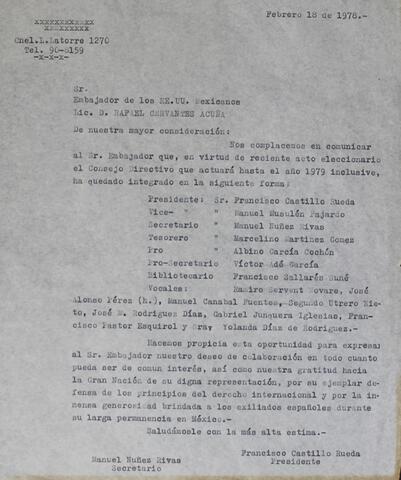 Febrero 18 de 1978.-
xxxxxxxxxxxx
xxxxxxxxx
Cnel.L.Latorre 1270
Tel. 90-8159
-x-x-x-
Sr.
Embajador de los EE.UU. Mexicanos
Lic. D. RAFAEL CERVANTES ACUÑA
De nuestra mayor consideración:
Nos complacemos en comunicar
al Sr. Embajador que, en virtud de reciente acto eleccionario
el Consejo Directivo que actuará hasta el año 1979 inclusive,
ha quedado integrado en la siguiente forma:
Presidente: Sr. Francisco Castillo Rueda
Vice- " " Manuel Musulén Fajardo
Secretario " Manuel Nuñez Rivas
Tesorero " Marcelino Martinez Gomez
Pro " Albino García Cochón
Pro-Secretario Víctor Adé García
Bibliotecario Francisco Sallarés Suñé
Vocales: Ramiro Servent Novare, José
Alonso Pérez (h.), Manuel Canabal Fuentes, Segundo Utrero Nie-
to, José M. Rodriguez Díaz, Gabriel Junquera Iglesias, Fran-
cisco Pastor Esquirol y Sra. Yolanda Díaz de Rodriguez.-
Hacemos propicia esta oportunidad para expresar
al Sr. Embajador nuestro deseo de colaboración en todo cuanto
pueda ser de comun interés, así como nuestra gratitud hacia
la Gran Nación de su digna representación, por su ejemplar de-
fensa de los principios del derecho internacional y por la in-
mensa generosidad brindada a los exiliados españoles durante
su larga permanencia en México.-
Saludámosle con la más alta estima.-
Manuel Nuñez Rivas Francisco Castillo Rueda
Secretario Presidente